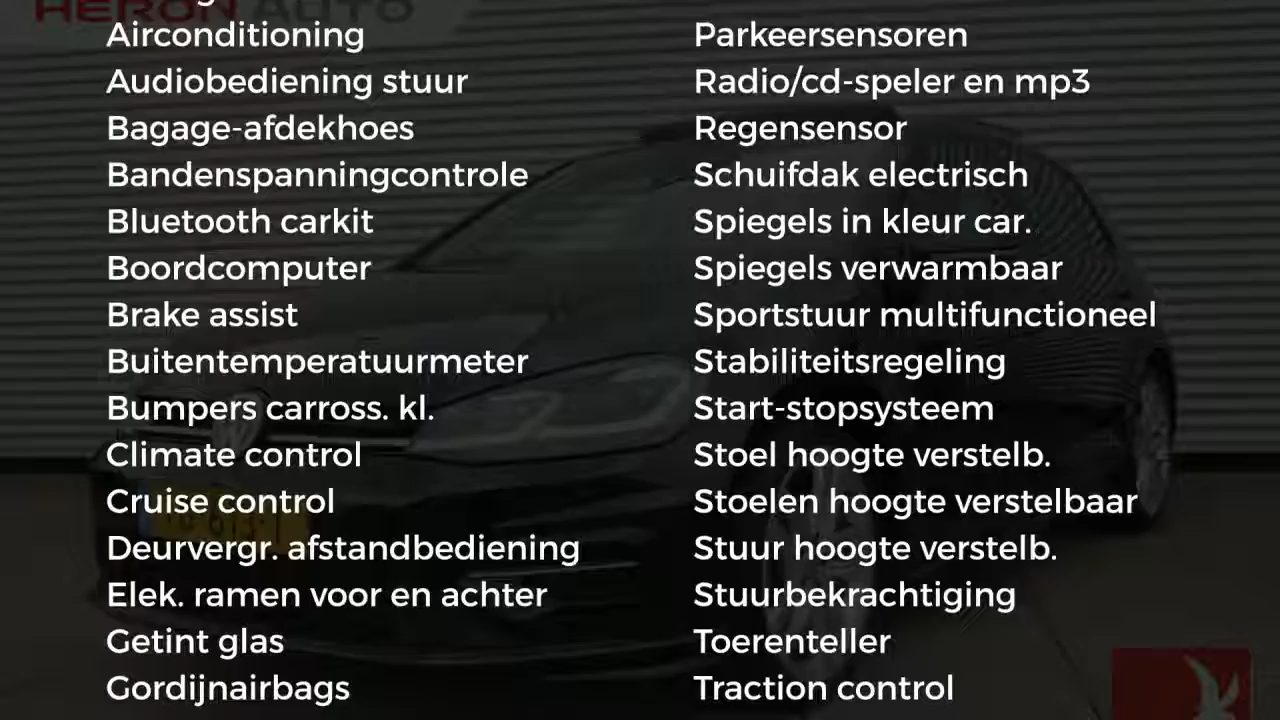 HERON AUTO
Airconditioning
Audiobediening stuur
Bagage-afdekhoes
Bandenspanningcontrole
Bluetooth carkit
Boordcomputer
Brake assist
Buitentemperatuurmeter
Bumpers carross. kl.
Climate control
Cruise control
Deurvergr. afstandbediening
Elek. ramen voor en achter
Getint glas
Gordijnairbags
Parkeersensoren
Radio/cd-speler en mp3
Regensensor
Schuifdak electrisch
Spiegels in kleur car.
Spiegels verwarmbaar
Sportstuur multifunctioneel
Stabiliteitsregeling
Start-stopsysteem
Stoel hoogte verstelb.
Stoelen hoogte verstelbaar
Stuur hoogte verstelb.
Stuurbekrachtiging
Toerenteller
Traction control